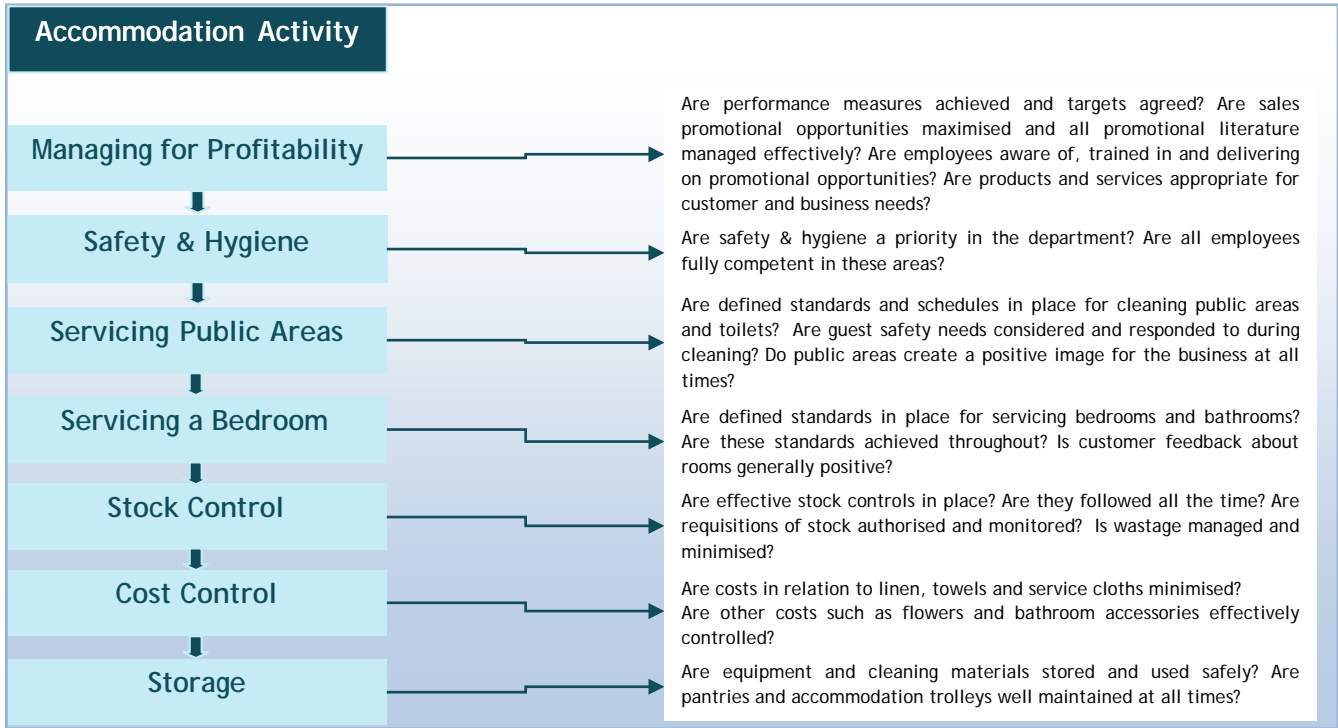 Accommodation Activity
Managing for Profitability
Are performance measures achieved and targets agreed? Are sales
promotional opportunities maximised and all promotional literature
managed effectively? Are employees aware of, trained in and delivering
on promotional opportunities? Are products and services appropriate for
customer and business needs?
Safety & Hygiene
Are safety & hygiene a priority in the department? Are all employees
fully competent in these areas?
Servicing Public Areas
Are defined standards and schedules in place for cleaning public areas
and toilets? Are guest safety needs considered and responded to during
cleaning? Do public areas create a positive image for the business at all
times?
Servicing a Bedroom
Are defined standards in place for servicing bedrooms and bathrooms?
Are these standards achieved throughout? Is customer feedback about
rooms generally positive?
Stock Control
Are effective stock controls in place? Are they followed all the time? Are
requisitions of stock authorised and monitored? Is wastage managed and
minimised?
Cost Control
Are costs in relation to linen, towels and service cloths minimised?
Are other costs such as flowers and bathroom accessories effectively
controlled?
Storage
Are equipment and cleaning materials stored and used safely? Are
pantries and accommodation trolleys well maintained at all times?